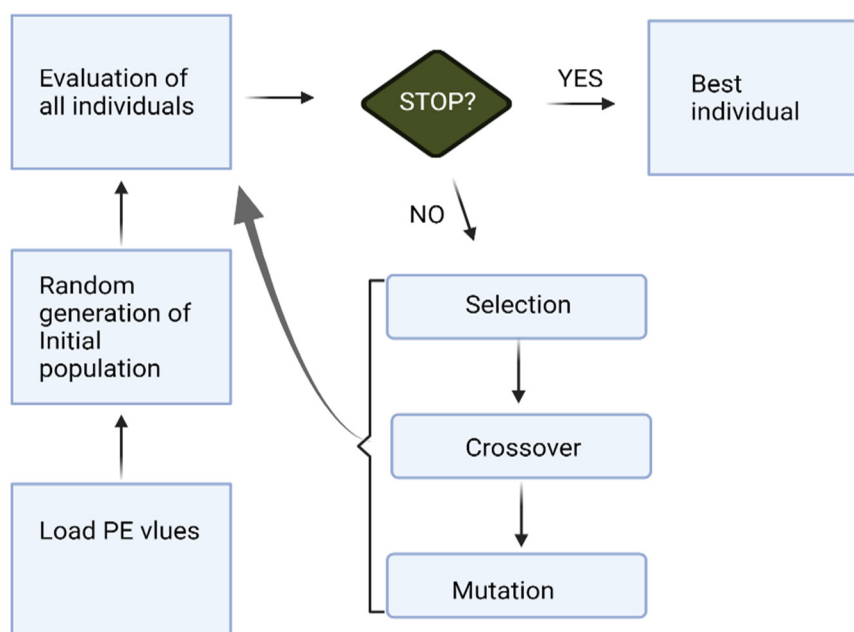 Evaluation of
all individuals
STOP?
YES
Best
individual
NO
Random
generation of
Initial
population
Selection
Crossover
Load PE vlues
Mutation